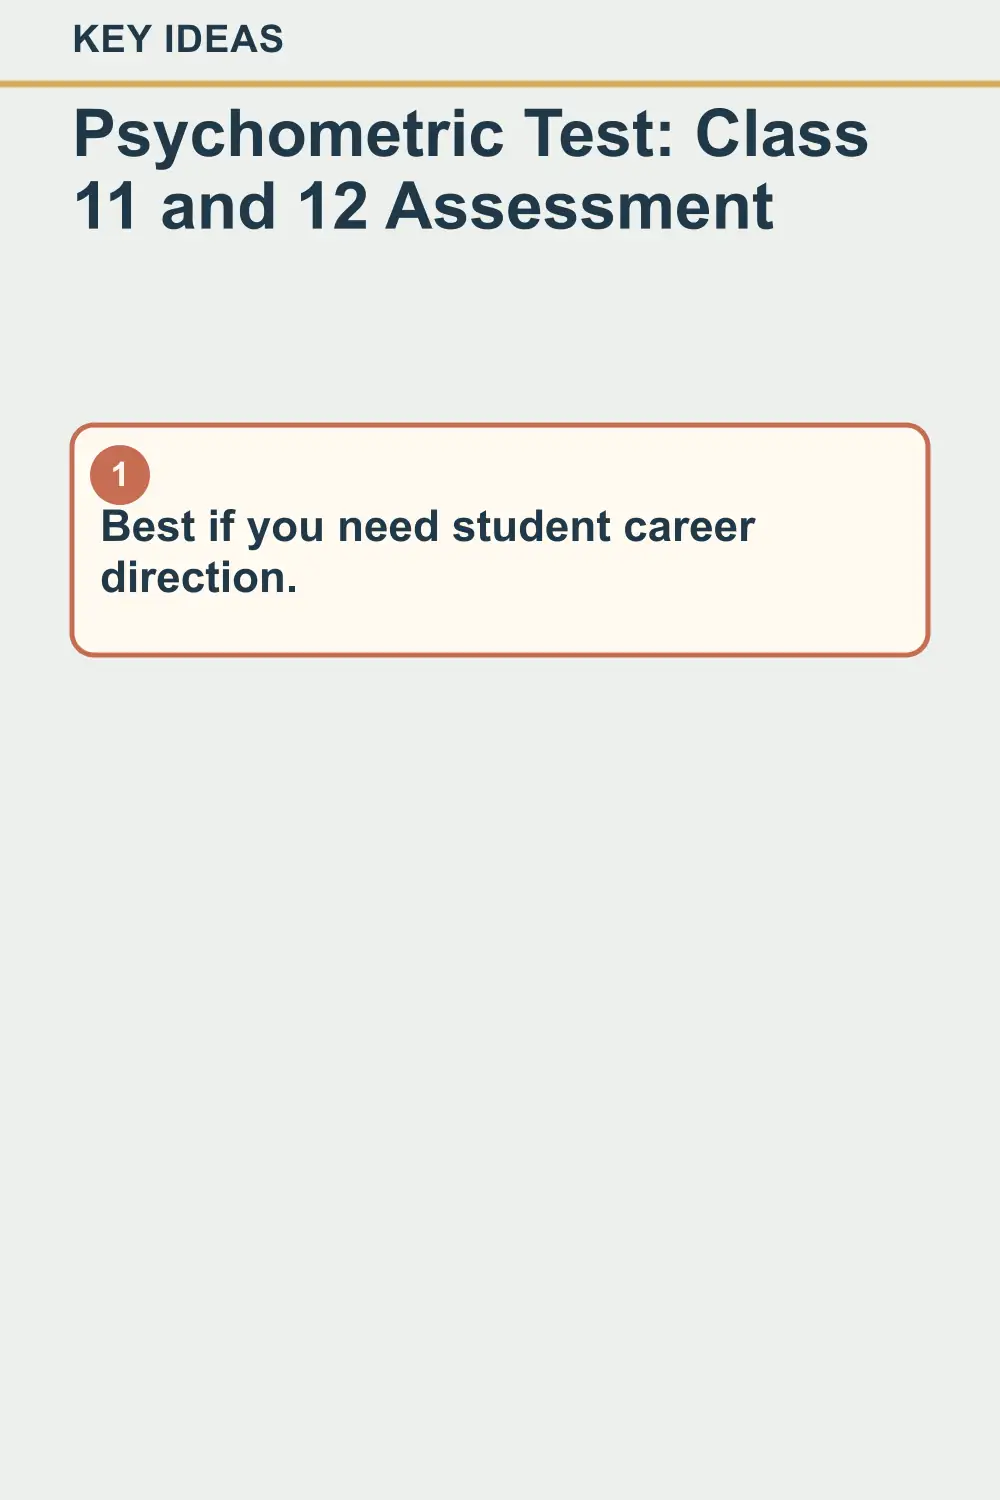 KEY IDEAS
Psychometric Test: Class
11 and 12 Assessment
1
Best if you need student career
direction.